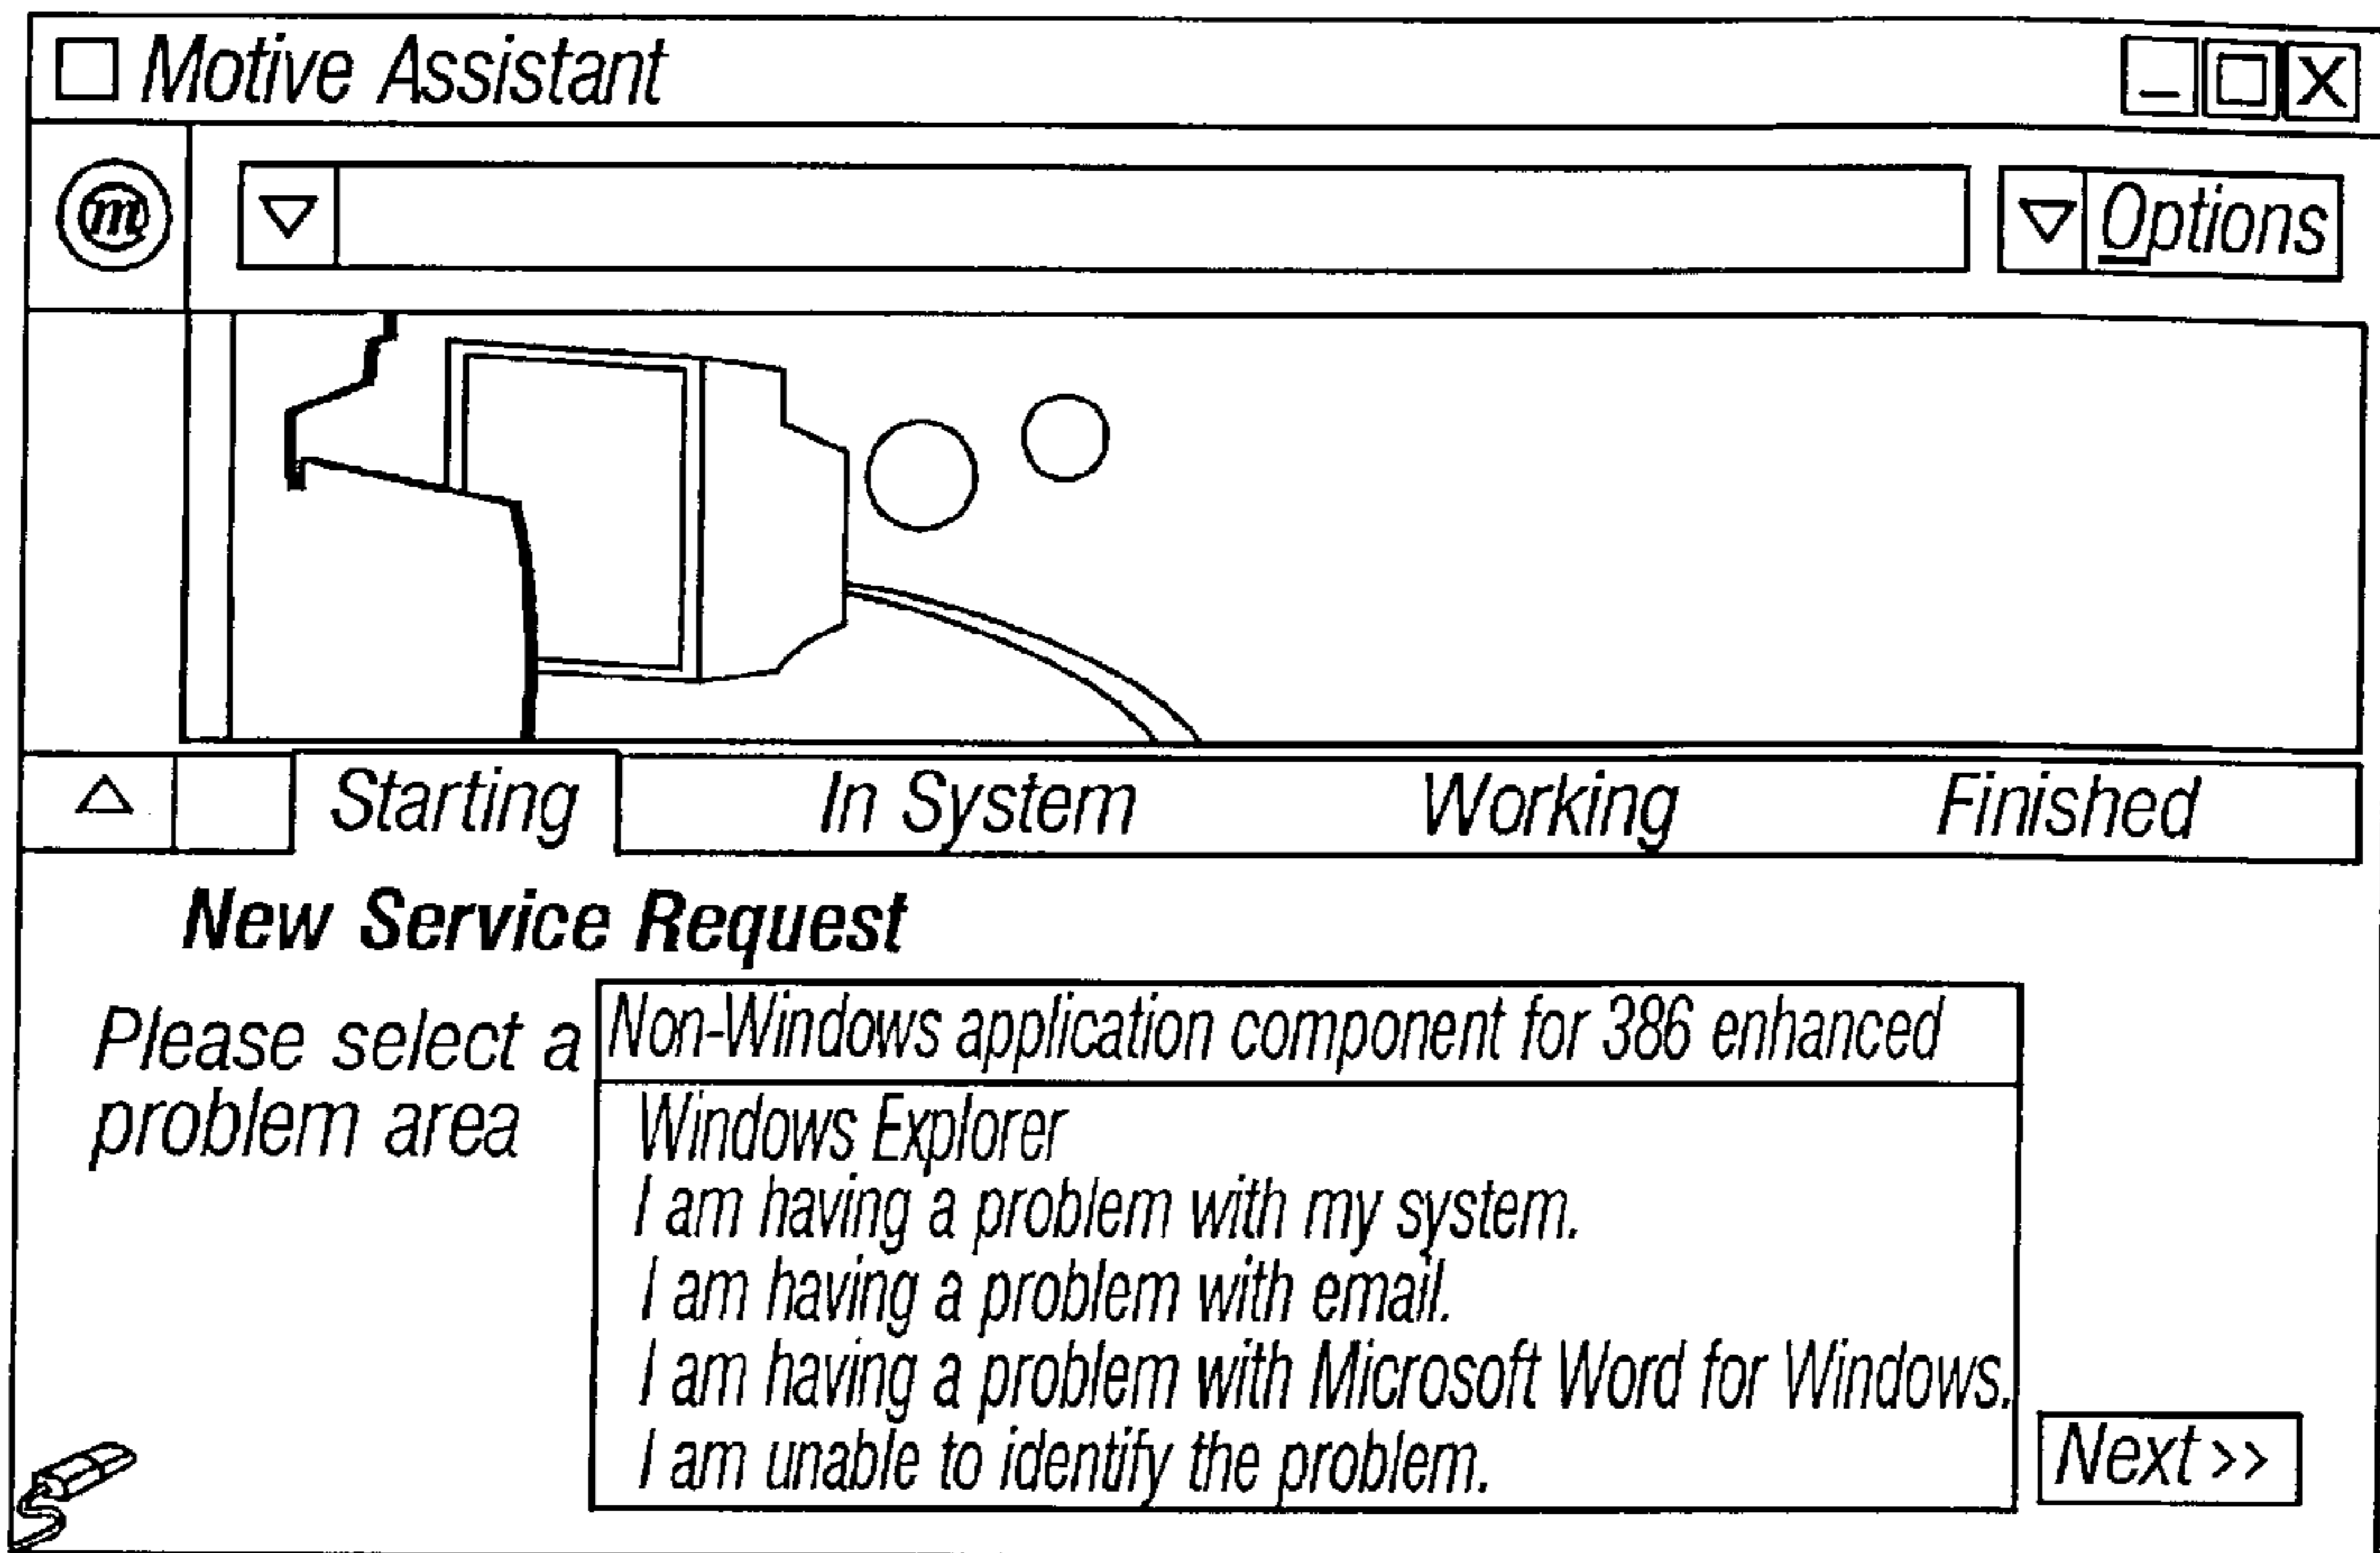 Motive Assistant
m
Options
Starting In System Working Finished
New Service Request
Please select a
problem area
Non-Windows application component for 386 enhanced
Windows Explorer
I am having a problem with my system.
I am having a problem with email.
I am having a problem with Microsoft Word for Windows.
I am unable to identify the problem.
Next >>